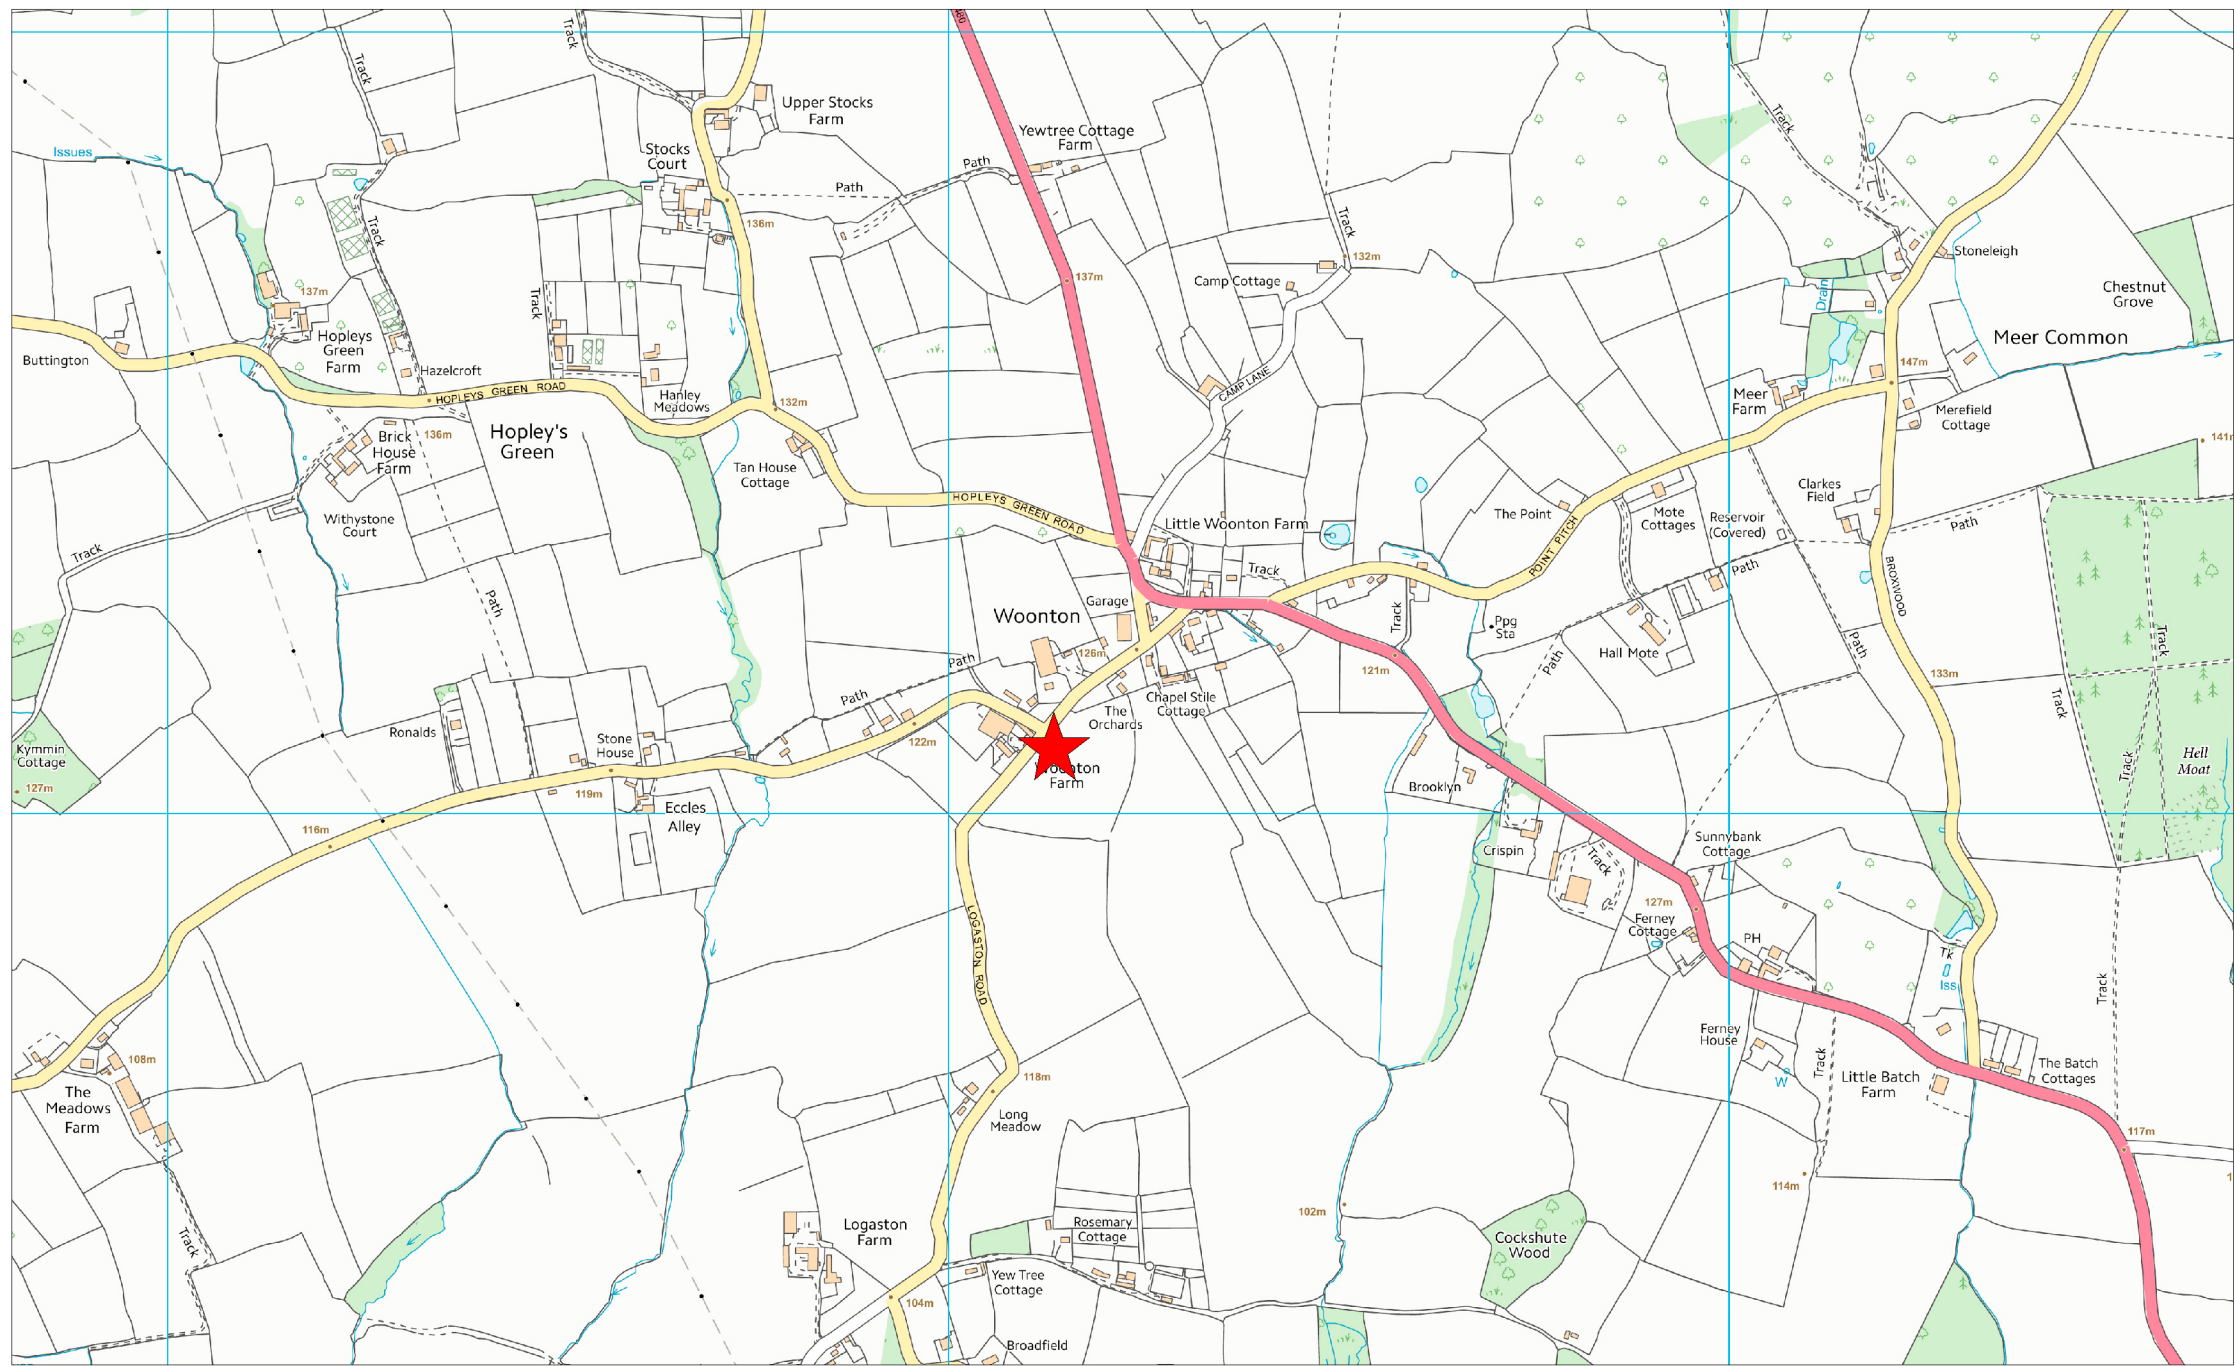 Track
Track
480
Upper Stocks
Farm
Yewtree Cottage
Farm
Track
Issues
Stocks
Court
Path
Path
Track
136m
Track
132m
Stoneleigh
137m
Camp Cottage
Chestnut
Grove
137m
Track
Drain
Buttington
Hopleys
Green
Farm
Hazelcroft
HOPLEYS GREEN ROAD
Hanley
Meadows
132m
CAMP LANE
147m
Meer Common
Meer
Farm
Merefield
Cottage
136m
Brick
House
Farm
Hopley's
Green
Tan House
Cottage
141m
Withystone
Court
HOPLEYS GREEN ROAD
Little Woonton Farm
The Point
POINT PITCH
Mote
Cottages
Reservoir
(Covered)
Clarkes
Field
Path
Track
Track
Path
BROXWOOD
Path
Garage
Woonton
Track
Ppg
Sta
126m
Hall Mote
Path
Path
Track
Path
Path
121m
133m
Track
Chapel Stile
Cottage
The
Orchards
Ronalds
Stone
House
122m
Kymmin
Cottage
127m
Woonton
Farm
Brooklyn
Track
Hell
Moat
119m
Eccles
Alley
116m
Crispin
Track
Sunnybank
Cottage
127m
Ferney
Cottage
PH
LOGASTON ROAD
Tk
Iss
Track
Ferney
House
108m
The
Meadows
Farm
118m
Long
Meadow
W
Track
Little Batch
Farm
The Batch
Cottages
117m
114m
102m
Track
Logaston
Farm
Rosemary
Cottage
Cockshute
Wood
Yew Tree
Cottage
104m
Broadfield